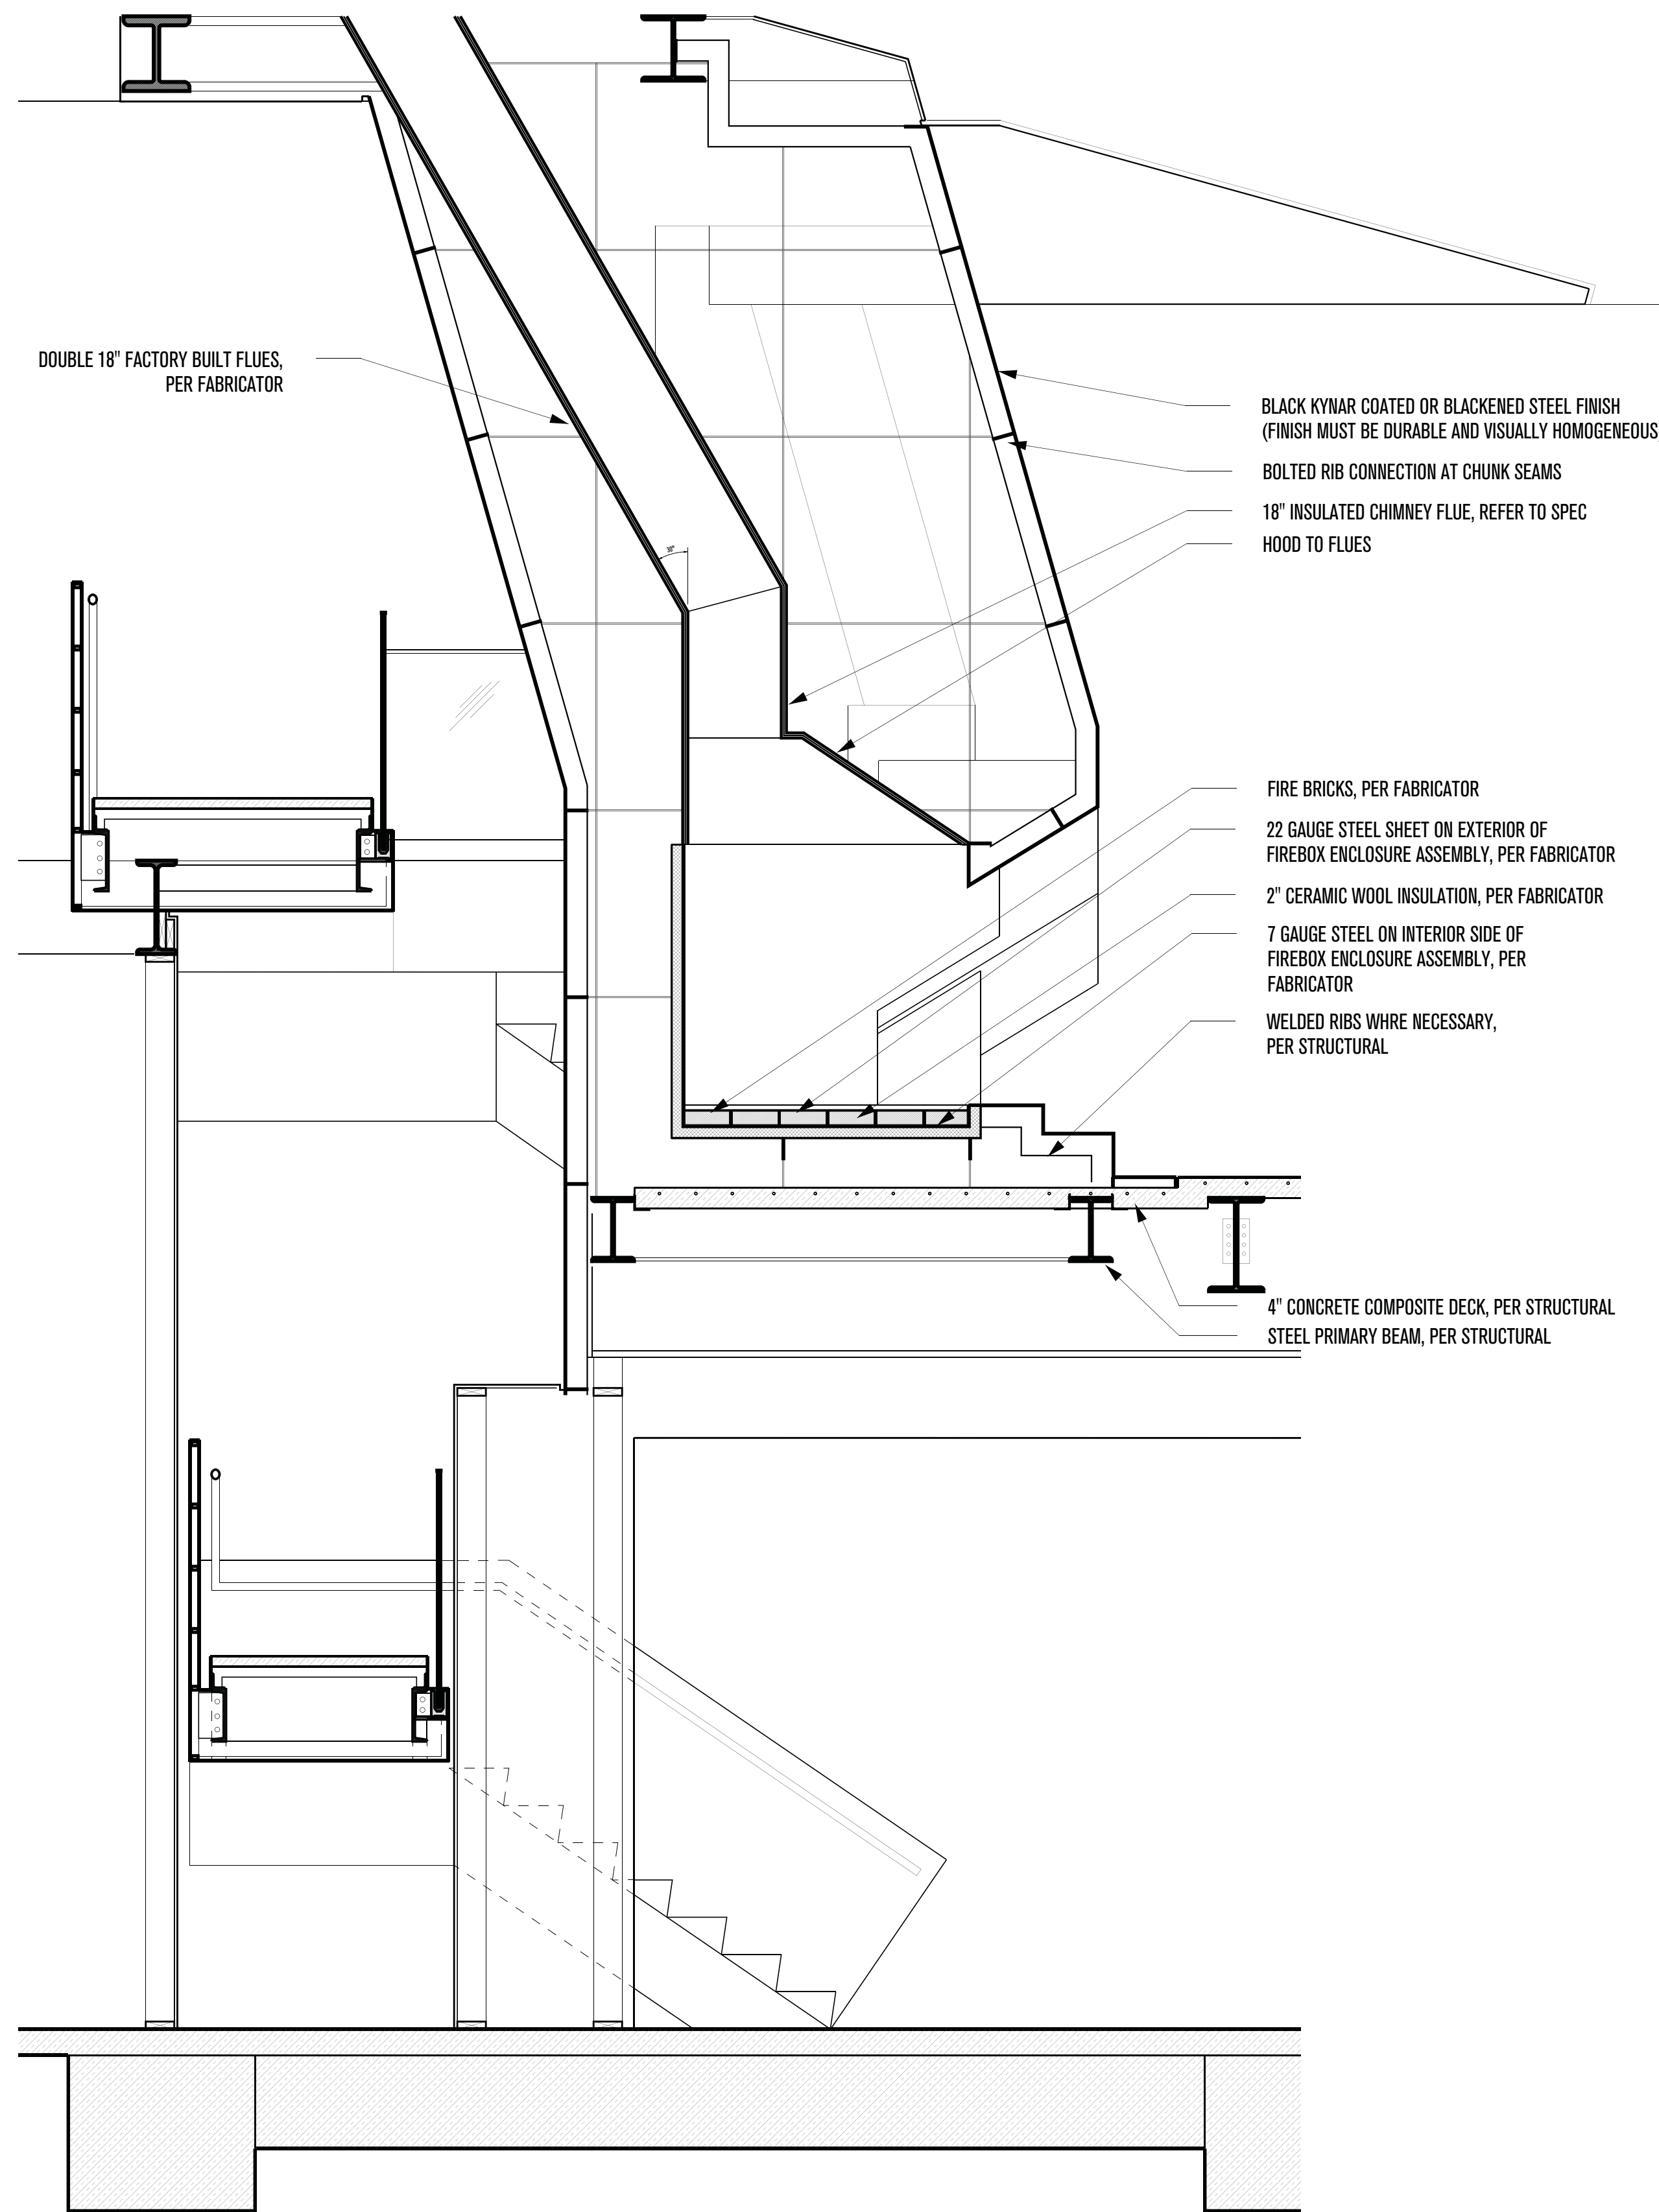 DOUBLE 18" FACTORY BUILT FLUES,
PER FABRICATOR
BLACK KYNAR COATED OR BLACKENED STEEL FINISH
(FINISH MUST BE DURABLE AND VISUALLY HOMOGENEOUS)
BOLTED RIB CONNECTION AT CHUNK SEAMS
18" INSULATED CHIMNEY FLUE, REFER TO SPEC
HOOD TO FLUES
30°
FIRE BRICKS, PER FABRICATOR
22 GAUGE STEEL SHEET ON EXTERIOR OF
FIREBOX ENCLOSURE ASSEMBLY, PER FABRICATOR
2" CERAMIC WOOL INSULATION, PER FABRICATOR
7 GAUGE STEEL ON INTERIOR SIDE OF
FIREBOX ENCLOSURE ASSEMBLY, PER
FABRICATOR
WELDED RIBS WHRE NECESSARY,
PER STRUCTURAL
4" CONCRETE COMPOSITE DECK, PER STRUCTURAL
STEEL PRIMARY BEAM, PER STRUCTURAL